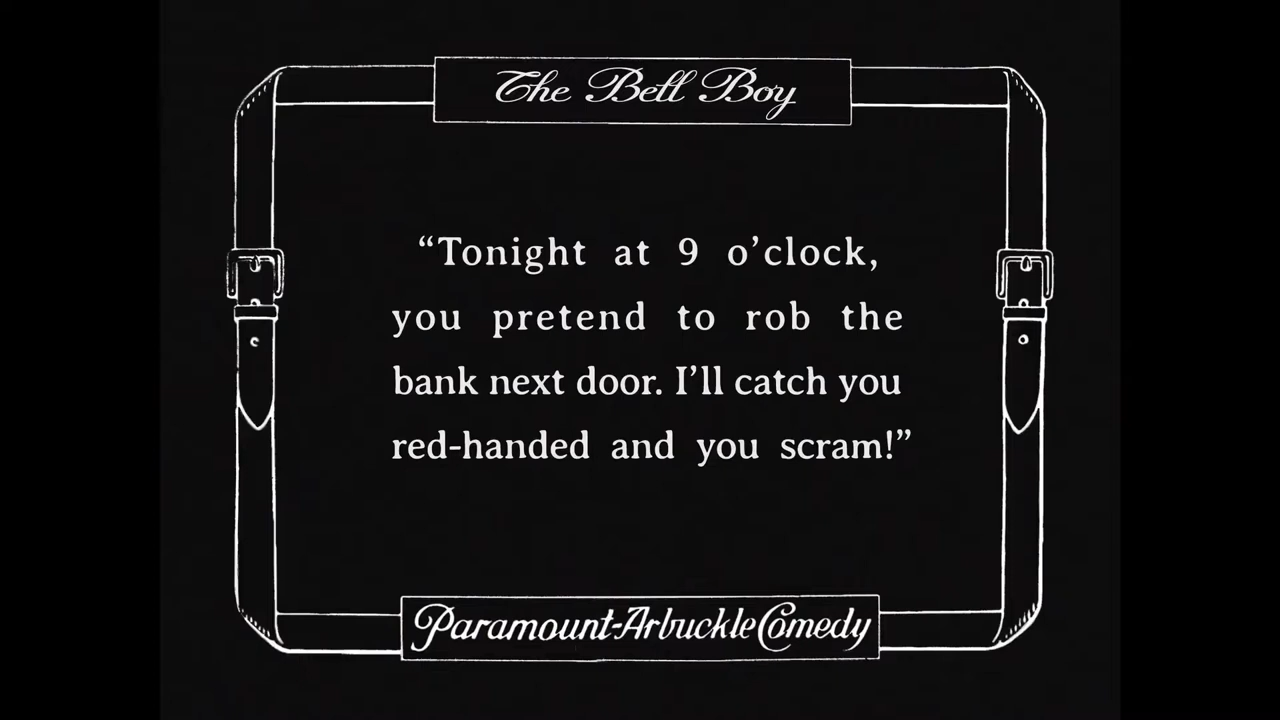 The Bell Boy
“Tonight at 9 o’clock,
you pretend to rob the
bank next door. I’ll catch you
red-handed and you scram!”
Paramount-Arbuckle Comedy